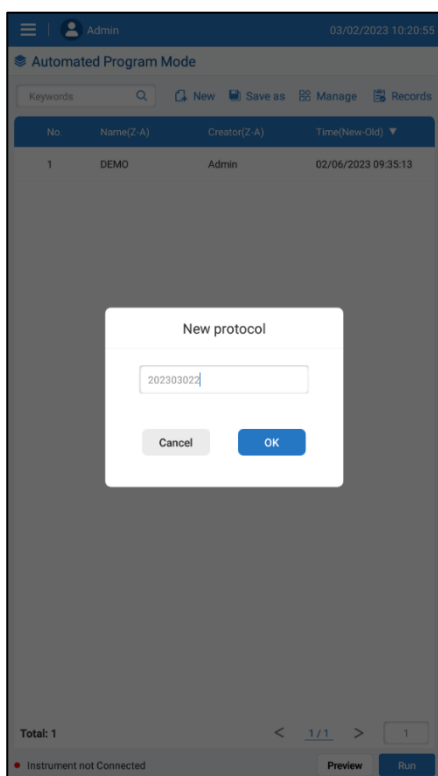 Admin 03/02/2023 10:20:55
Automated Program Mode
Keywords New Save as Manage Records
No. Name(Z-A) Creator(Z-A) Time(New-Old) ▼
1 DEMO Admin 02/06/2023 09:35:13
New protocol
202303022
Cancel OK
Total: 1 < 1/1 > 1
Instrument not Connected Preview Run